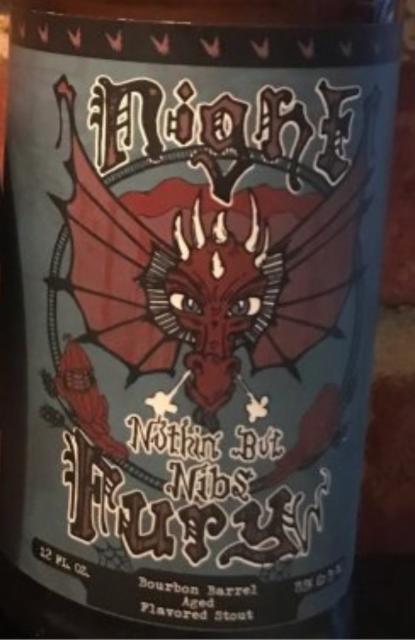 Night
Nothin' But
Nibs
Fury
12 FL. OZ.
Bourbon Barrel
Aged
Flavored Stout